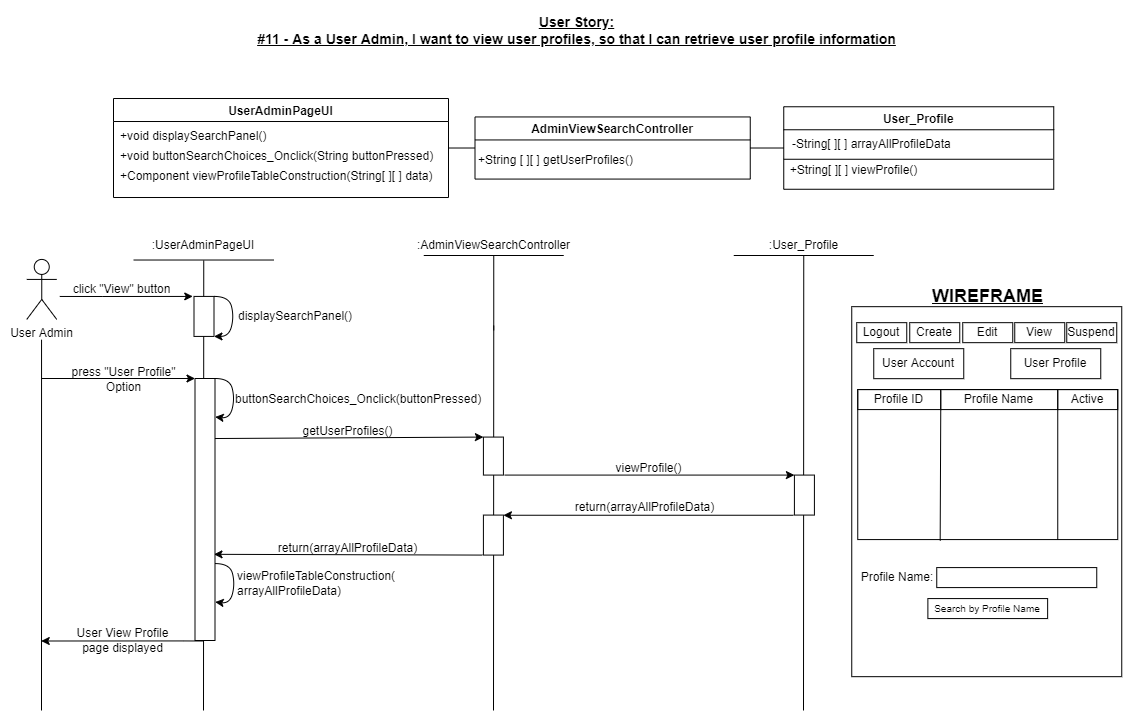 User Story:
#11 - As a User Admin, I want to view user profiles, so that I can retrieve user profile information
UserAdminPageUI
+void displaySearchPanel()
+void buttonSearchChoices_Onclick(String buttonPressed)
+Component viewProfileTableConstruction(String[ ][ ] data)
AdminViewSearchController
+String [ ][ ] getUserProfiles()
User_Profile
-String[ ][ ] arrayAllProfileData
+String[ ][ ] viewProfile()
:UserAdminPageUI
:AdminViewSearchController
:User_Profile
User Admin
click "View" button
displaySearchPanel()
press "User Profile"
Option
buttonSearchChoices_Onclick(buttonPressed)
getUserProfiles()
viewProfile()
return(arrayAllProfileData)
return(arrayAllProfileData)
viewProfileTableConstruction(
arrayAllProfileData)
User View Profile
page displayed
WIREFRAME
Logout Create Edit View Suspend
User Account User Profile
Profile ID Profile Name Active
Profile Name:
Search by Profile Name